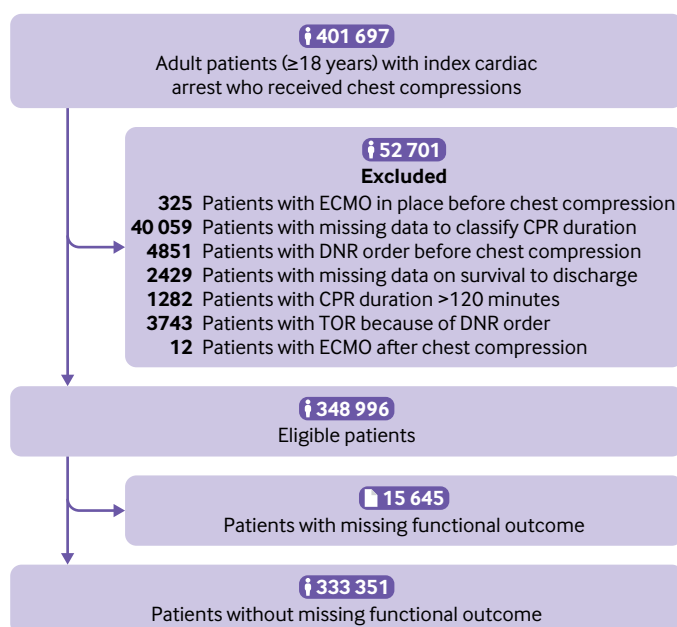 401 697
Adult patients (≥18 years) with index cardiac
arrest who received chest compressions
52 701
Excluded
325 Patients with ECMO in place before chest compression
40 059 Patients with missing data to classify CPR duration
4851 Patients with DNR order before chest compression
2429 Patients with missing data on survival to discharge
1282 Patients with CPR duration >120 minutes
3743 Patients with TOR because of DNR order
12 Patients with ECMO after chest compression
348 996
Eligible patients
15 645
Patients with missing functional outcome
333 351
Patients without missing functional outcome